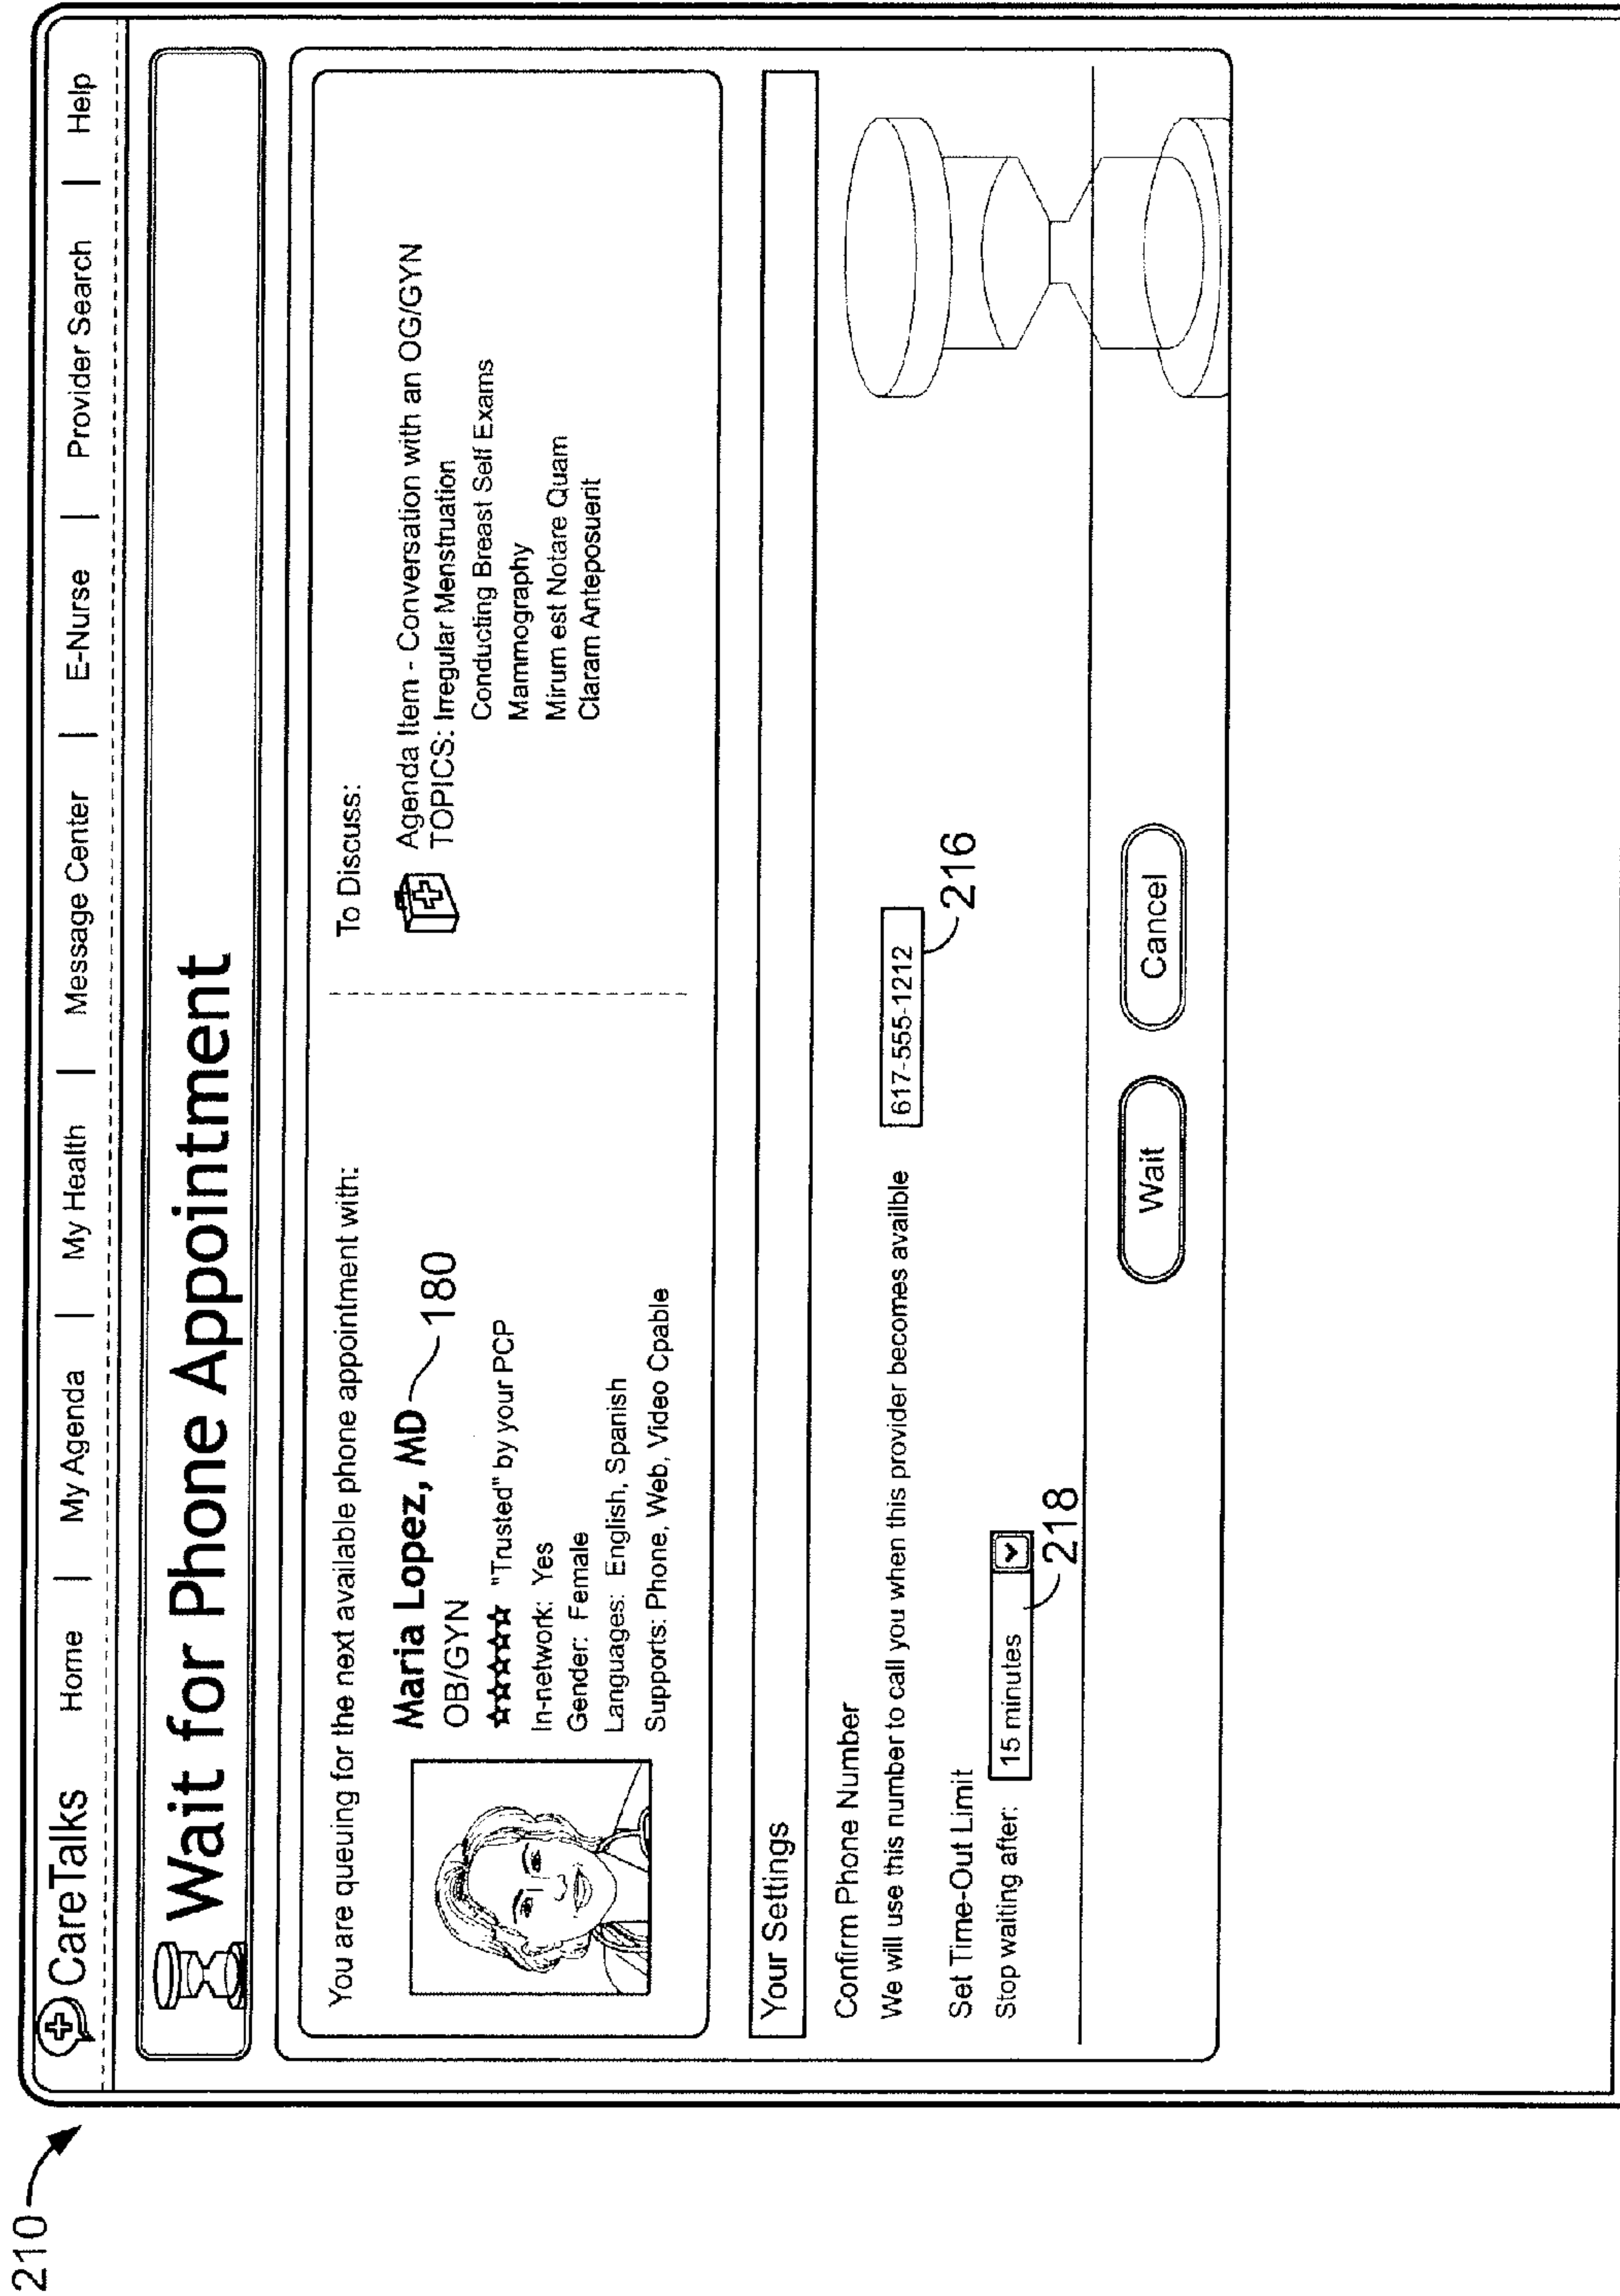 210
CareTalks Home | My Agenda | My Health | Message Center | E-Nurse | Provider Search | Help
Wait for Phone Appointment
You are queuing for the next available phone appointment with:
Maria Lopez, MD 180
OB/GYN
"Trusted" by your PCP
In-network: Yes
Gender: Female
Languages: English, Spanish
Supports: Phone, Web, Video Cpable
To Discuss:
Agenda Item - Conversation with an OG/GYN
TOPICS: Irregular Menstruation
Conducting Breast Self Exams
Mammography
Mirum est Notare Quam
Claram Anteposuerit
Your Settings
Confirm Phone Number
We will use this number to call you when this provider becomes availble 617-555-1212
216
Set Time-Out Limit
Stop waiting after: 15 minutes
218
Wait Cancel